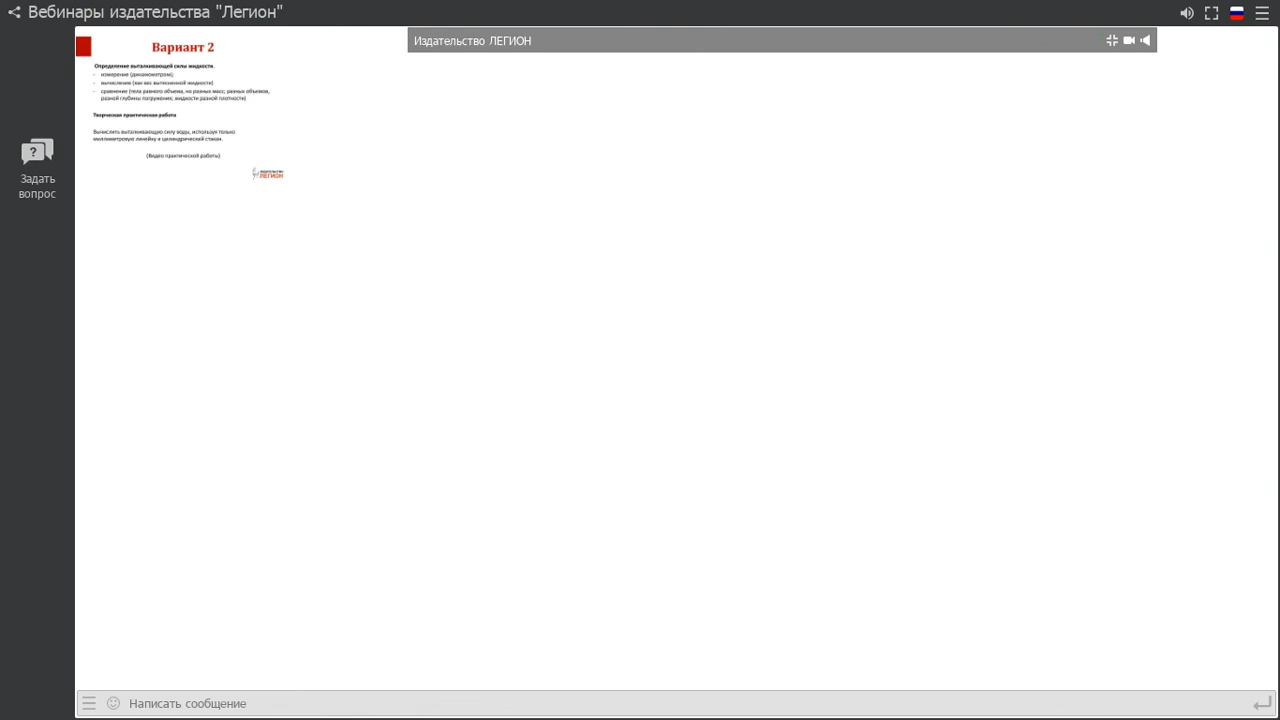 Вебинары издательства "Легион"
Издательство ЛЕГИОН
Вариант 2
Определение выталкивающей силы жидкости.
- измерение (динамометром);
- вычисление (как вес вытесненной жидкости)
- сравнение (тела равного объема, но разных масс; разных объемов,
разной глубины погружения; жидкости разной плотности)
Творческая практическая работа
Вычислить выталкивающую силу воды, используя только
миллиметровую линейку и цилиндрический стакан.
(Видео практической работы)
ИЗДАТЕЛЬСТВО
ЛЕГИОН
?
Задать
вопрос
Написать сообщение